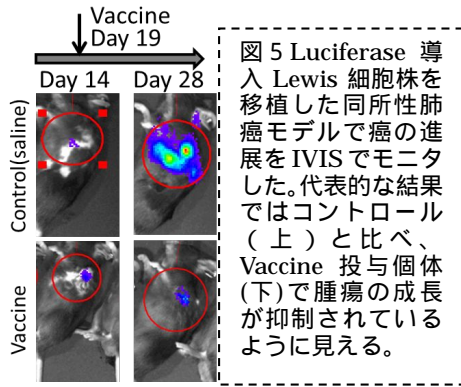 Vaccine
Day 19
Day 14 Day 28
Control(saline)
Vaccine
図 5 Luciferase 導
入 Lewis 細胞株を
移植した同所性肺
癌モデルで癌の進
展を IVIS でモニタ
した。代表的な結果
ではコントロール
(上)と比べ、
Vaccine 投与個体
(下)で腫瘍の成長
が抑制されている
ように見える。